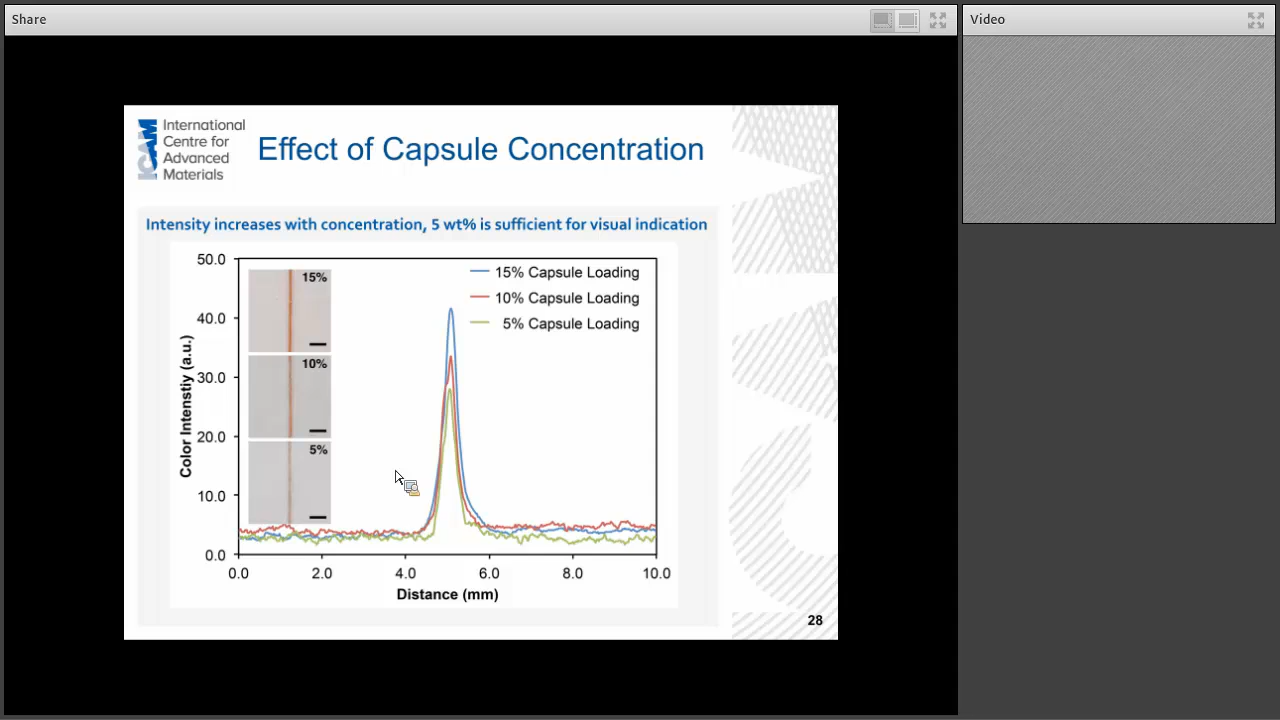 Share
Video
International
Centre for
Advanced
Materials
ICAM
Effect of Capsule Concentration
Intensity increases with concentration, 5 wt% is sufficient for visual indication
50.0
40.0
30.0
20.0
10.0
0.0
Color Intenstiy (a.u.)
15%
10%
5%
15% Capsule Loading
10% Capsule Loading
5% Capsule Loading
0.0 2.0 4.0 6.0 8.0 10.0
Distance (mm)
28